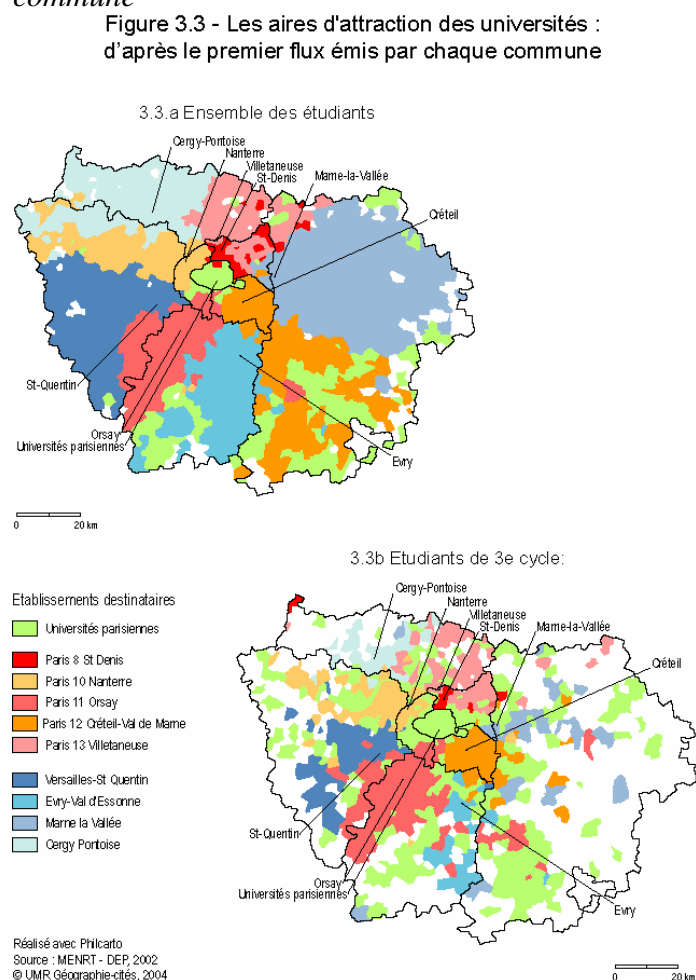 commune
Figure 3.3 - Les aires d'attraction des universités :
d'après le premier flux émis par chaque commune
3.3.a Ensemble des étudiants
Cergy-Pontoise
Nanterre
Villetaneuse
St-Denis
Marne-la-Vallée
Créteil
St-Quentin
Orsay
Universités parisiennes
Evry
0 20 km
3.3b Etudiants de 3e cycle:
Cergy-Pontoise
Nanterre
Villetaneuse
St-Denis
Marne-la-Vallée
Créteil
St-Quentin
Orsay
Universités parisiennes
Evry
0 20 km
Etablissements destinataires
Universités parisiennes
Paris 8 St Denis
Paris 10 Nanterre
Paris 11 Orsay
Paris 12 Créteil-Val de Marne
Paris 13 Villetaneuse
Versailles-St Quentin
Evry-Val d'Essonne
Marne la Vallée
Cergy Pontoise
Réalisé avec Philcarto
Source : MENRT - DEP, 2002
© UMR Géographie-cités, 2004